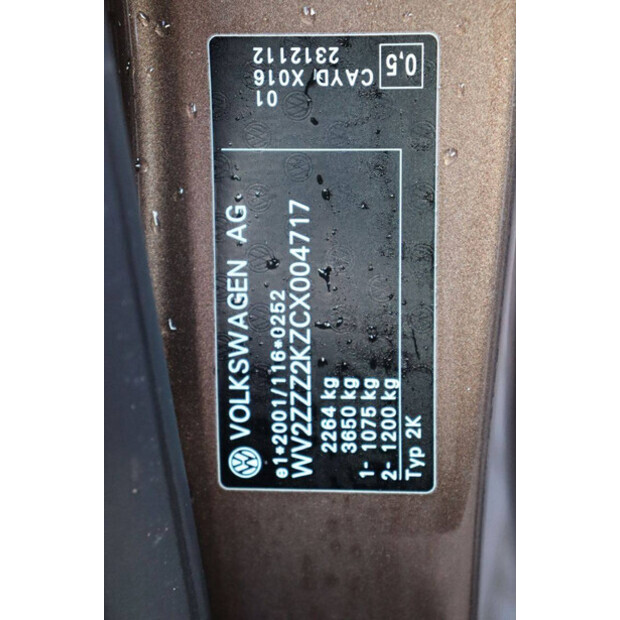 VOLKSWAGEN AG
e1*2001/116*0252
WV2ZZZ2KZCX004717
2264 kg
3650 kg
1- 1075 kg
2- 1200 kg
Typ 2K
01
CAYD X016
2312112
0,5